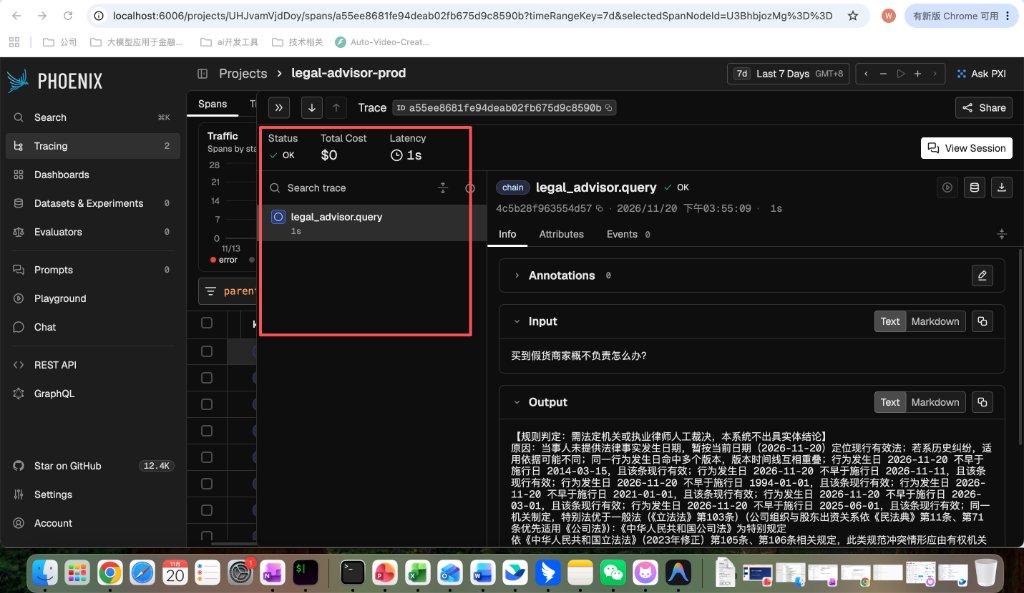 localhost:6006/projects/UHJvamVjdDoy/spans/a55ee8681fe94deab02fb675d9c8590b?timeRangeKey=7d&selectedSpanNodeId=U3BhbjozMg%3D%3D
W
有新版 Chrome 可用
公司
大模型应用于金融...
ai开发工具
技术相关
Auto-Video-Creat...
PHOENIX
Projects
legal-advisor-prod
7d Last 7 Days GMT+8
Ask PXI
Search ⌘K
Tracing 2
Dashboards
Datasets & Experiments 0
Evaluators 0
Prompts 0
Playground
Chat
REST API
GraphQL
Star on GitHub 12.4K
Settings
Account
Spans
Traffic
Spans by sta
28
21
14
7
0
11/13
error
paren
Trace ID a55ee8681fe94deab02fb675d9c8590b
Share
Status
OK
Total Cost
$0
Latency
1s
View Session
Search trace
legal_advisor.query
1s
chain legal_advisor.query OK
4c5b28f963554d57 · 2026/11/20 下午03:55:09 · 1s
Info
Attributes
Events 0
Annotations 0
Input
Text Markdown
买到假货商家概不负责怎么办?
Output
Text Markdown
【规则判定：需法定机关或执业律师人工裁决，本系统不出具实体结论】
原因：当事人未提供法律事实发生日期，暂按当前日期（2026-11-20）定位现行有效法；若系历史纠纷，适
用依据可能不同；同一行为发生日命中多个版本，版本时间线互相重叠；行为发生日 2026-11-20 不早于
施行日 2014-03-15，且该条现行有效；行为发生日 2026-11-20 不早于施行日 2026-11-11，且该条
现行有效；行为发生日 2026-11-20 不早于施行日 1994-01-01，且该条现行有效；行为发生日 2026-
11-20 不早于施行日 2021-01-01，且该条现行有效；行为发生日 2026-11-20 不早于施行日 2026-
03-01，且该条现行有效；行为发生日 2026-11-20 不早于施行日 2025-06-01，且该条现行有效；同一
机关制定，特别法优于一般法（《立法法》第103条）（公司组织与股东出资关系依《民法典》第11条、第71
条优先适用《公司法》）：《中华人民共和国公司法》为特别规定
依《中华人民共和国立法法》（2023年修正）第105条、第106条相关规定，此类规范冲突情形应由有权机关
20